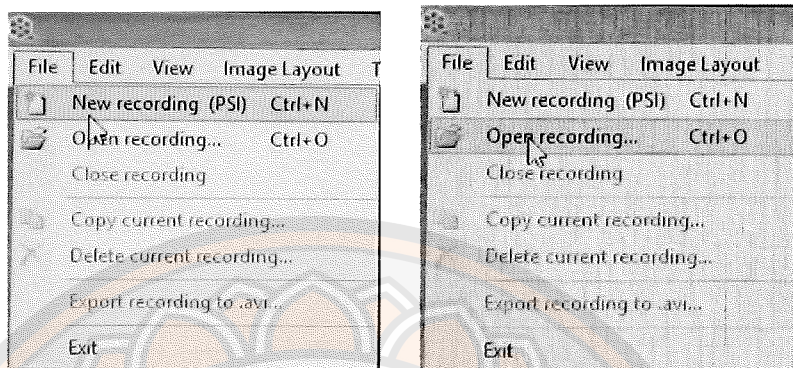 File Edit View Image Layout T
New recording (PSI) Ctrl+N
Open recording... Ctrl+O
Close recording
Copy current recording...
Delete current recording...
Export recording to .avi...
Exit
File Edit View Image Layout
New recording (PSI) Ctrl+N
Open recording... Ctrl+O
Close recording
Copy current recording...
Delete current recording...
Export recording to .avi...
Exit